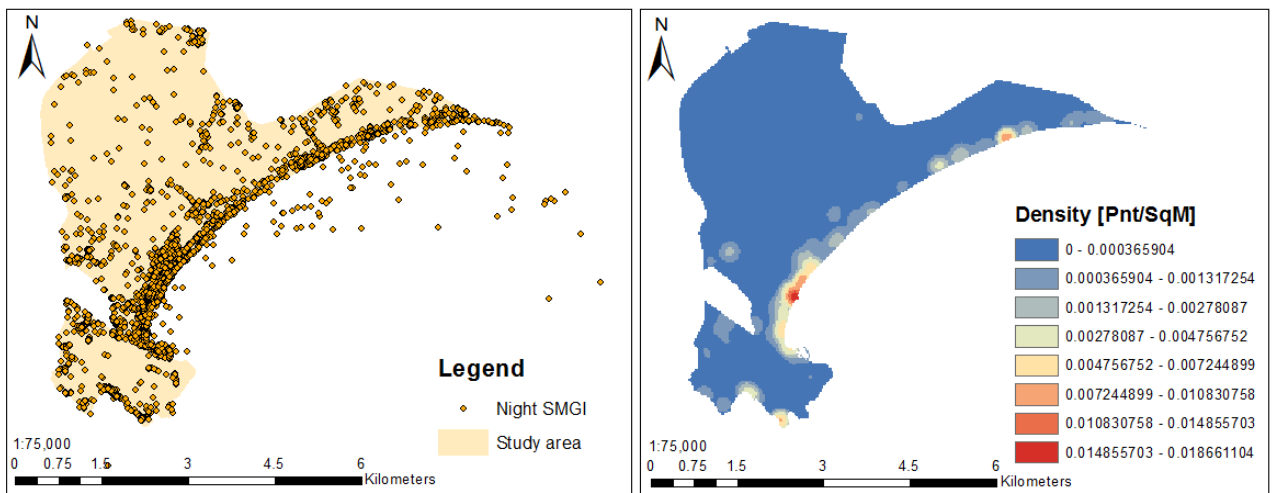 N
Legend
Night SMGI
Study area
1:75,000
0 0.75 1.5 3 4.5 6
Kilometers
N
Density [Pnt/SqM]
0 - 0.000365904
0.000365904 - 0.001317254
0.001317254 - 0.00278087
0.00278087 - 0.004756752
0.004756752 - 0.007244899
0.007244899 - 0.010830758
0.010830758 - 0.014855703
0.014855703 - 0.018661104
1:75,000
0 0.75 1.5 3 4.5 6
Kilometers